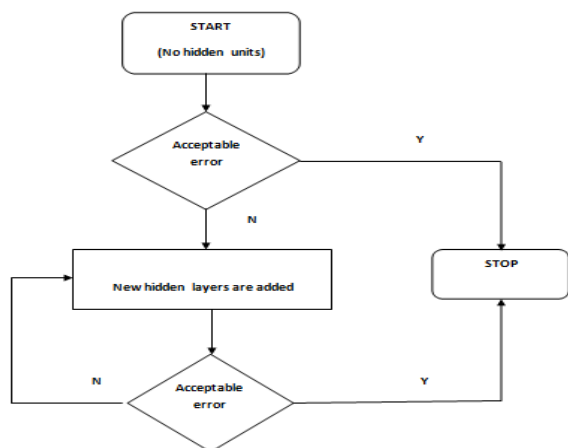 START
(No hidden units)
Acceptable
error
Y
N
New hidden layers are added
STOP
N
Acceptable
error
Y